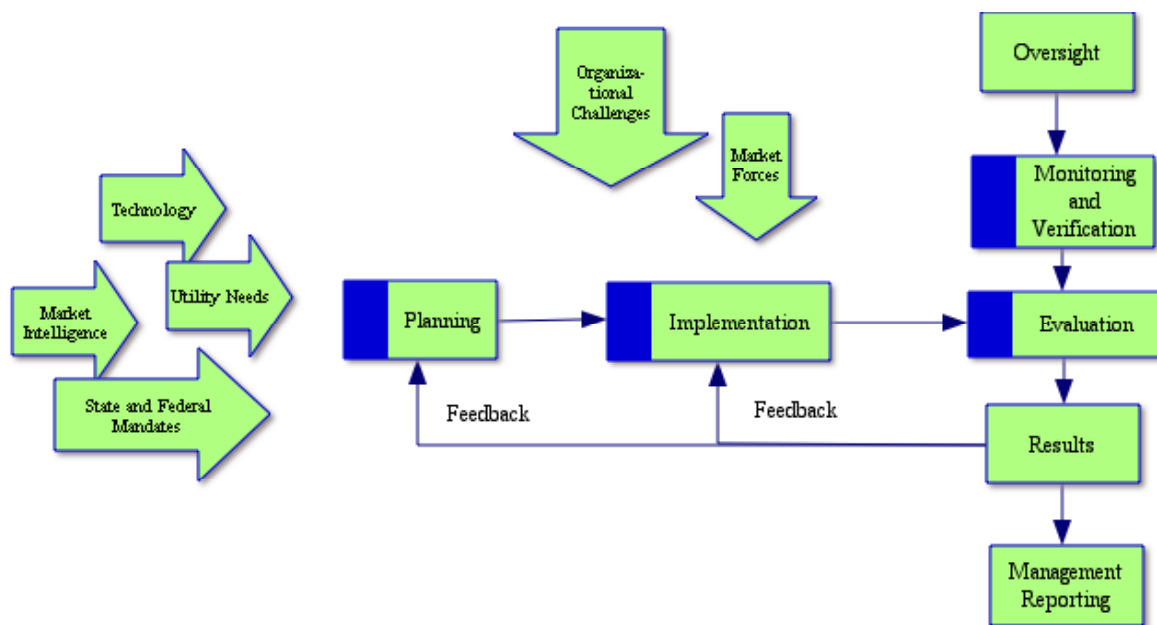 Organiza-
tional
Challenges
Market
Forces
Oversight
Monitoring
and
Verification
Technology
Utility Needs
Market
Intelligence
State and Federal
Mandates
Planning
Implementation
Evaluation
Feedback
Feedback
Results
Management
Reporting